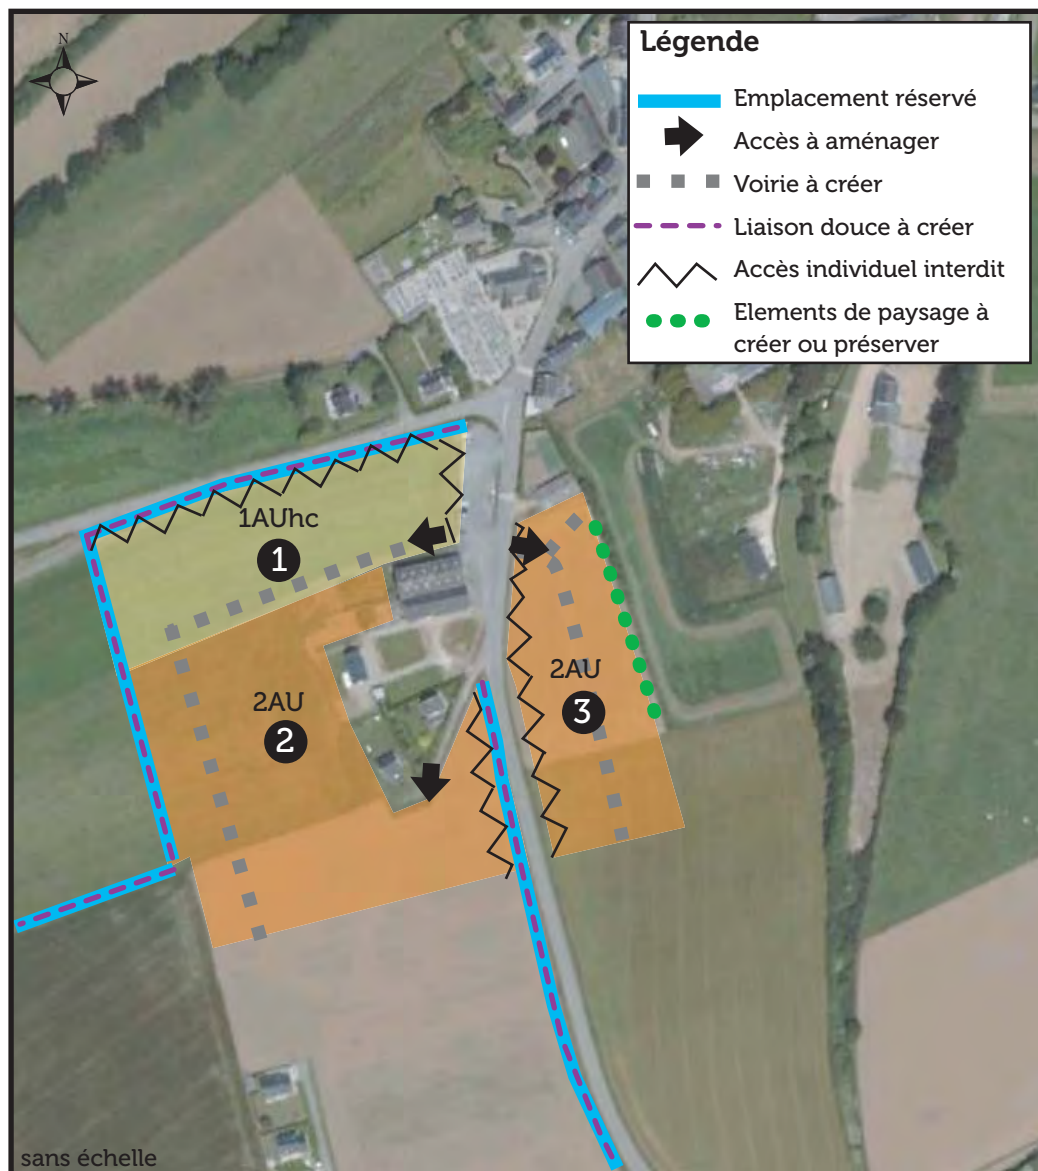 N
Légende
Emplacement réservé
Accès à aménager
Voirie à créer
Liaison douce à créer
Accès individuel interdit
Elements de paysage à
créer ou préserver
1AUhc
1
2AU
2
2AU
3
sans échelle